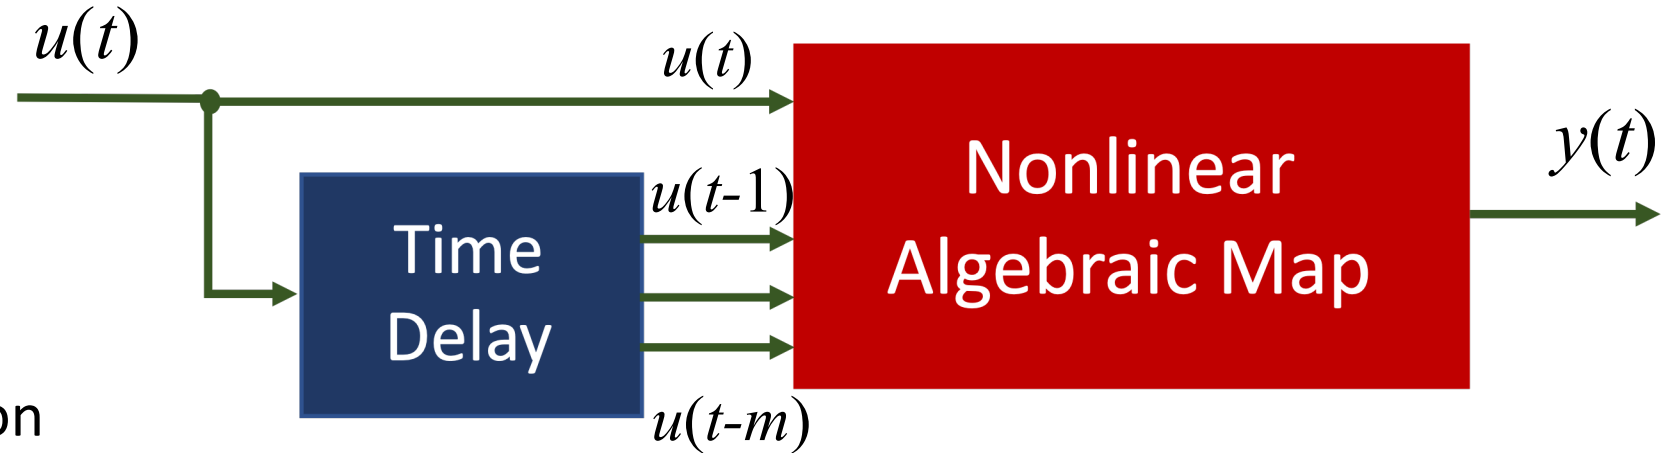 u(t)
u(t)
Nonlinear
Algebraic Map
y(t)
u(t-1)
Time
Delay
u(t-m)
on